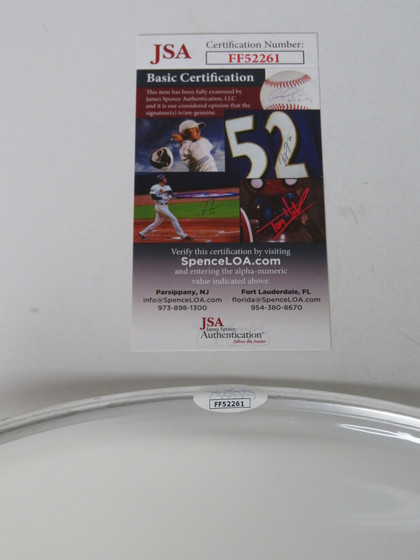 JSA
Certification Number:
FF52261
Basic Certification
This item has been fully examined by
James Spence Authentication, LLC
and it is our considered opinion that the
signature(s) is/are genuine.
52
Verify this certification by visiting
SpenceLOA.com
and entering the alpha-numeric
value indicated above.
Parsippany, NJ
info@SpenceLOA.com
973-898-1300
Fort Lauderdale, FL
florida@SpenceLOA.com
954-380-8670
JSA
James Spence
Authentication
follow the leader
FF52261